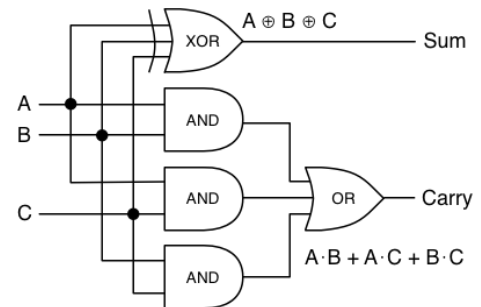 A ⊕ B ⊕ C
XOR
Sum
A
AND
B
AND
OR
Carry
C
A·B + A·C + B·C
AND